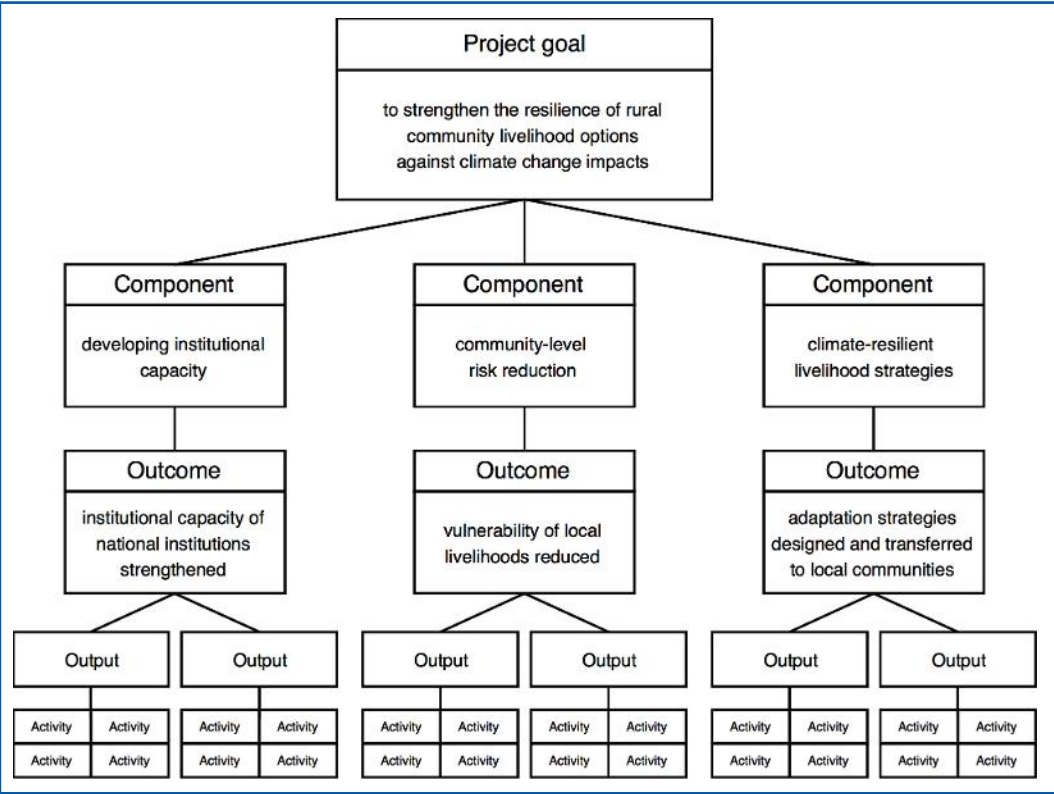 Project goal
to strengthen the resilience of rural
community livelihood options
against climate change impacts
Component
developing institutional
capacity
Component
community-level
risk reduction
Component
climate-resilient
livelihood strategies
Outcome
institutional capacity of
national institutions
strengthened
Outcome
vulnerability of local
livelihoods reduced
Outcome
adaptation strategies
designed and transferred
to local communities
Output
Output
Output
Output
Output
Output
Activity Activity
Activity Activity
Activity Activity
Activity Activity
Activity Activity
Activity Activity
Activity Activity
Activity Activity
Activity Activity
Activity Activity
Activity Activity
Activity Activity